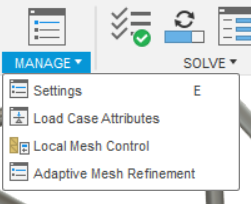 MANAGE SOLVE
Settings E
Load Case Attributes
Local Mesh Control
Adaptive Mesh Refinement